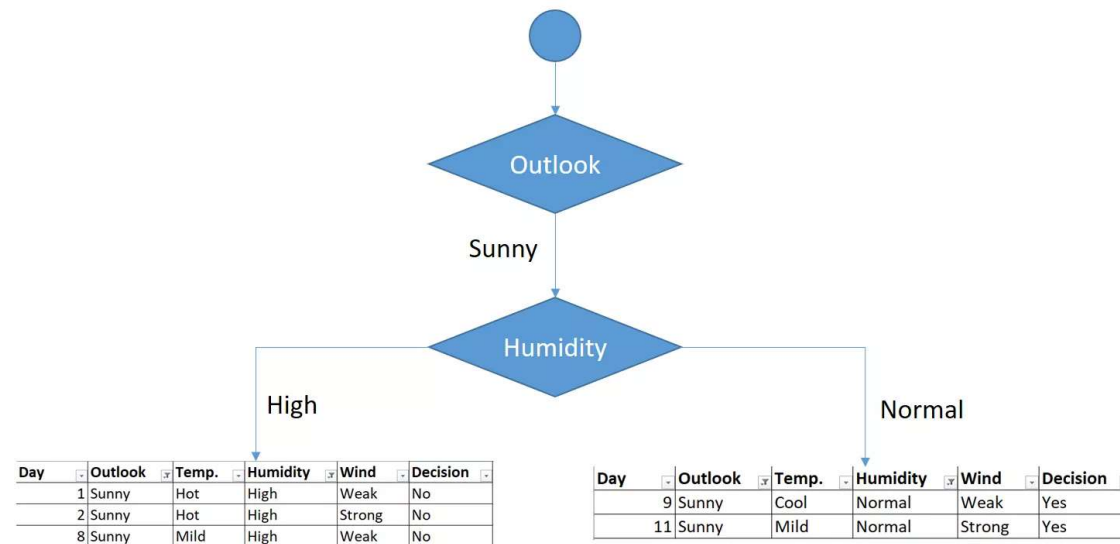 Outlook
Sunny
Humidity
High
Normal
Day Outlook Temp. Humidity Wind Decision
1 Sunny Hot High Weak No
2 Sunny Hot High Strong No
8 Sunny Mild High Weak No
Day Outlook Temp. Humidity Wind Decision
9 Sunny Cool Normal Weak Yes
11 Sunny Mild Normal Strong Yes